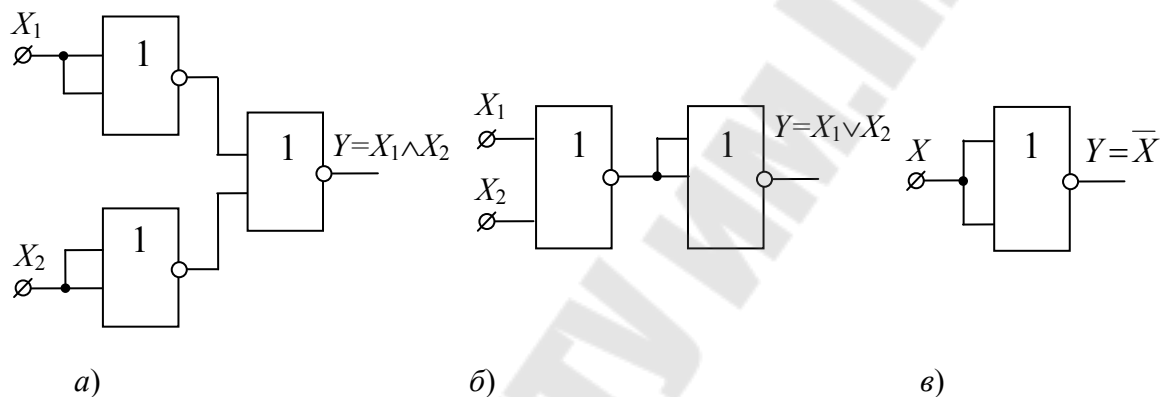 X₁
1
1
Y=X₁∧X₂
X₂
1
а)
X₁
1
1
Y=X₁∨X₂
X₂
б)
X
1
Y=X̅
в)